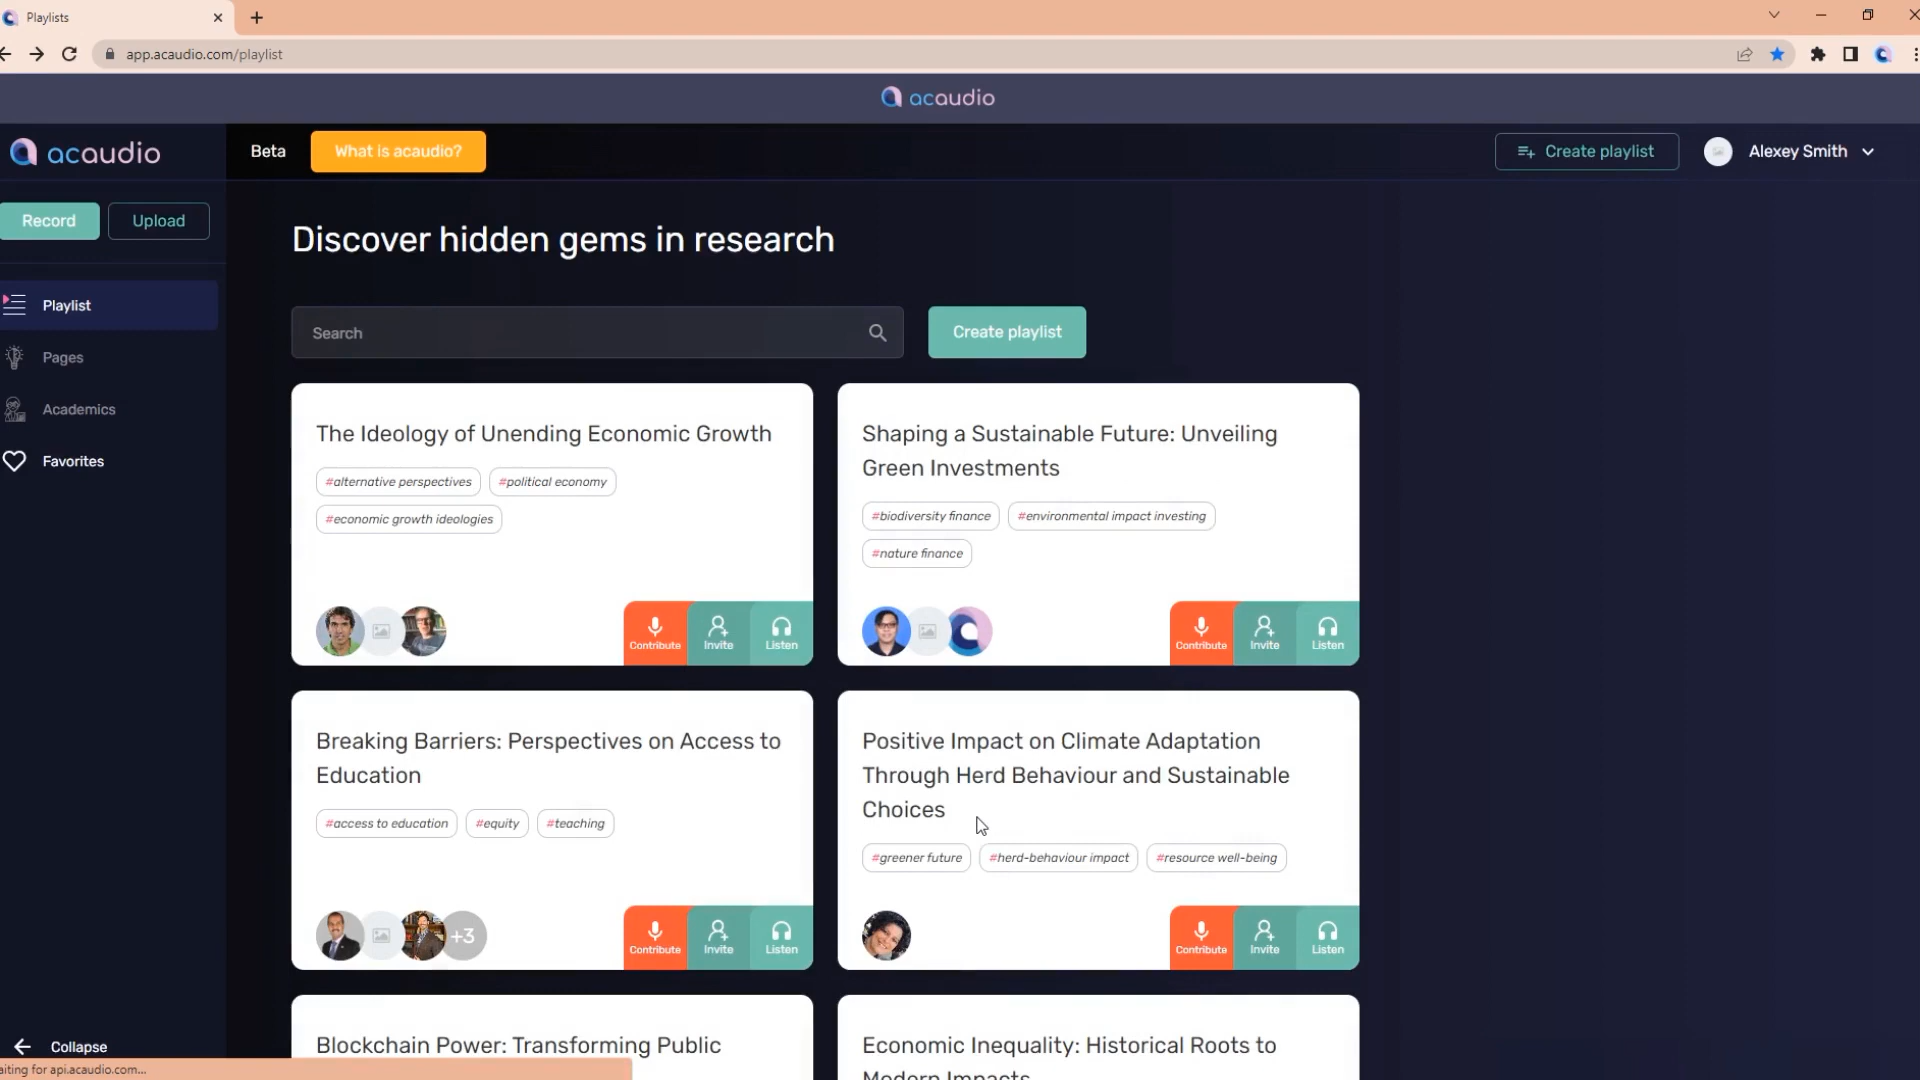 Playlists
app.acaudio.com/playlist
acaudio
acaudio
Beta
What is acaudio?
Create playlist
Alexey Smith
Record
Upload
Discover hidden gems in research
Playlist
Search
Create playlist
Pages
Academics
Favorites
The Ideology of Unending Economic Growth
#alternative perspectives
#political economy
#economic growth ideologies
Contribute
Invite
Listen
Shaping a Sustainable Future: Unveiling
Green Investments
#biodiversity finance
#environmental impact investing
#nature finance
Contribute
Invite
Listen
Breaking Barriers: Perspectives on Access to
Education
#access to education
#equity
#teaching
+3
Contribute
Invite
Listen
Positive Impact on Climate Adaptation
Through Herd Behaviour and Sustainable
Choices
#greener future
#herd-behaviour impact
#resource well-being
Contribute
Invite
Listen
Blockchain Power: Transforming Public
Economic Inequality: Historical Roots to
Modern Impacts
Collapse
aiting for api.acaudio.com...